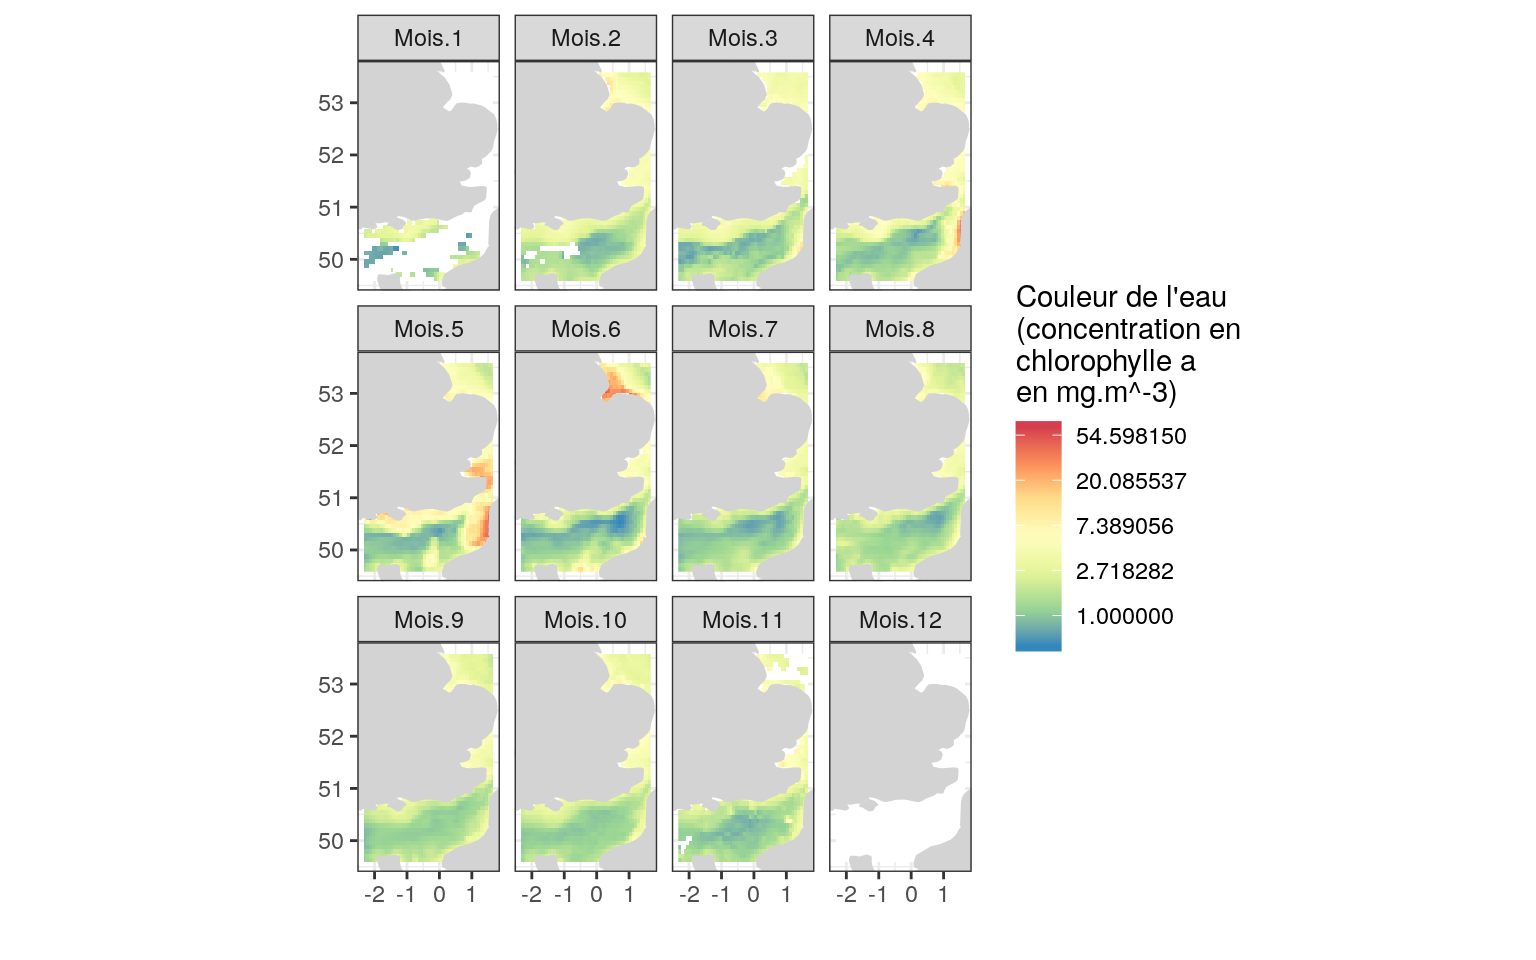 Mois.1 Mois.2 Mois.3 Mois.4
53
52
51
50
Mois.5 Mois.6 Mois.7 Mois.8
53
52
51
50
Mois.9 Mois.10 Mois.11 Mois.12
53
52
51
50
-2 -1 0 1 -2 -1 0 1 -2 -1 0 1 -2 -1 0 1
Couleur de l'eau
(concentration en
chlorophylle a
en mg.m^-3)
54.598150
20.085537
7.389056
2.718282
1.000000